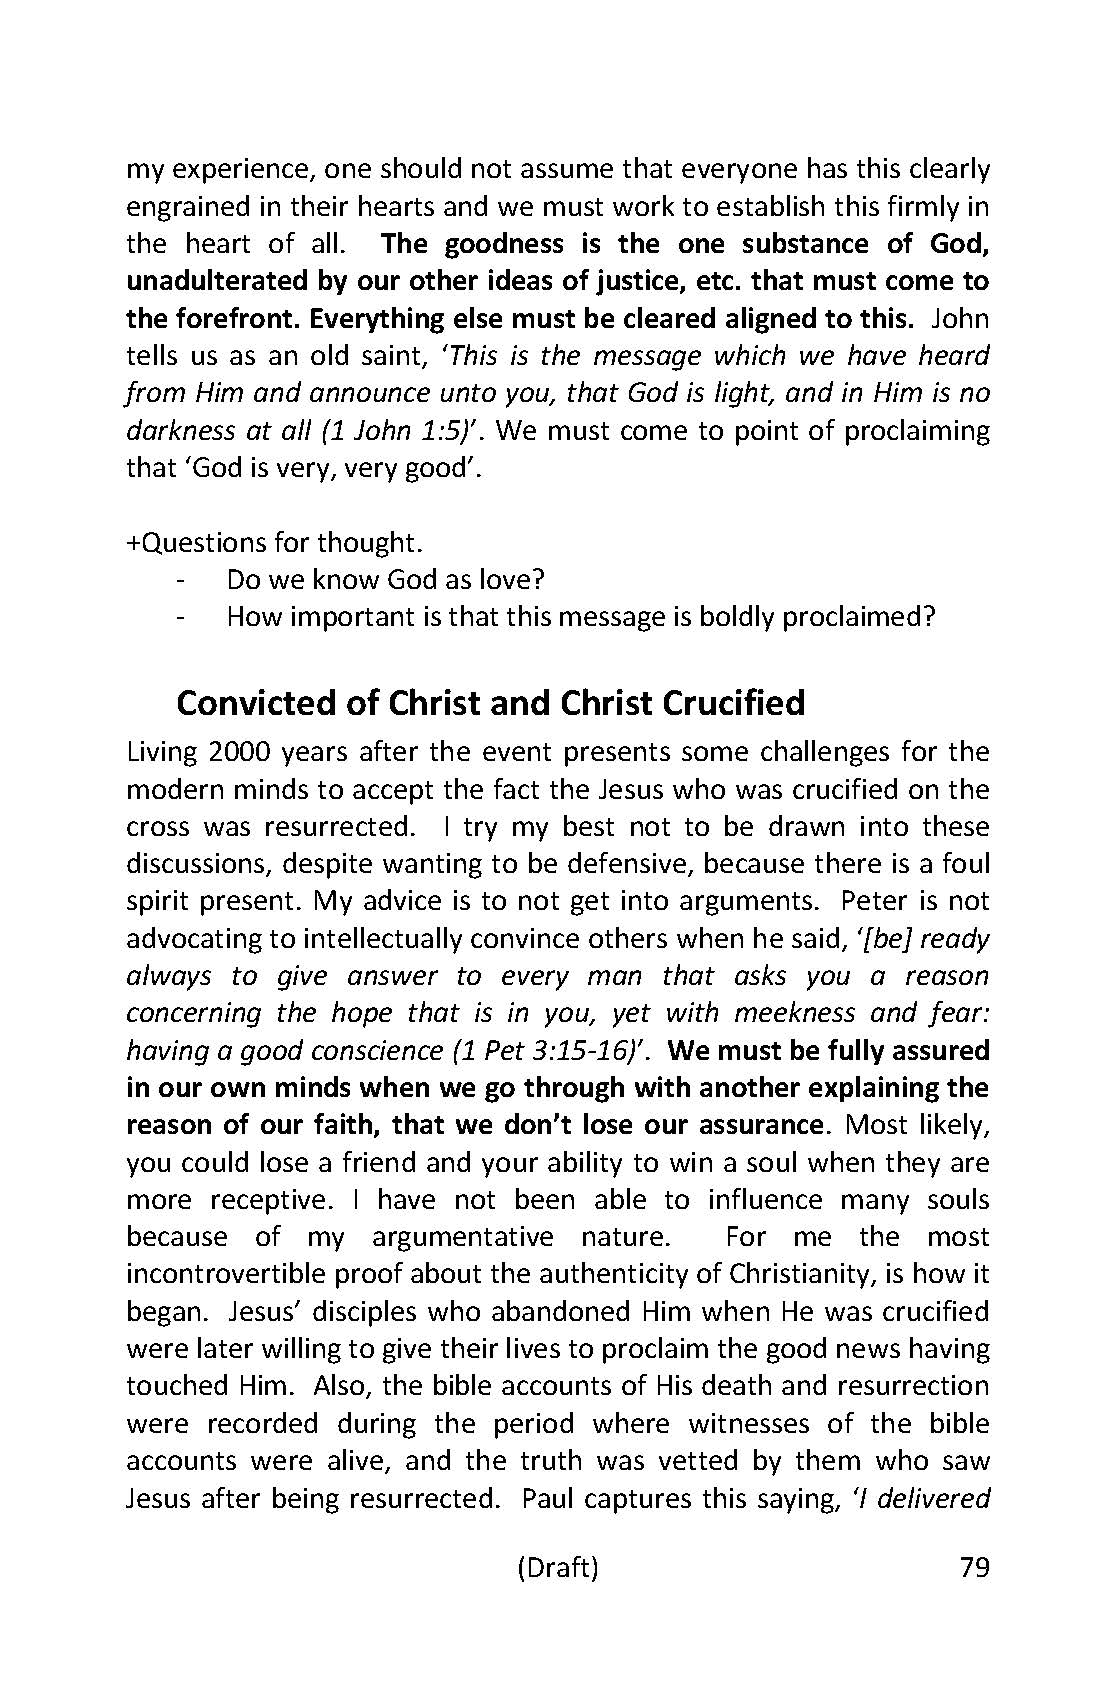 my experience, one should not assume that everyone has this clearly
engrained in their hearts and we must work to establish this firmly in
the heart of all. The goodness is the one substance of God,
unadulterated by our other ideas of justice, etc. that must come to
the forefront. Everything else must be cleared aligned to this. John
tells us as an old saint, ‘This is the message which we have heard
from Him and announce unto you, that God is light, and in Him is no
darkness at all (1 John 1:5)’. We must come to point of proclaiming
that ‘God is very, very good’.
+Questions for thought.
- Do we know God as love?
- How important is that this message is boldly proclaimed?
Convicted of Christ and Christ Crucified
Living 2000 years after the event presents some challenges for the
modern minds to accept the fact the Jesus who was crucified on the
cross was resurrected. I try my best not to be drawn into these
discussions, despite wanting to be defensive, because there is a foul
spirit present. My advice is to not get into arguments. Peter is not
advocating to intellectually convince others when he said, ‘[be] ready
always to give answer to every man that asks you a reason
concerning the hope that is in you, yet with meekness and fear:
having a good conscience (1 Pet 3:15-16)’. We must be fully assured
in our own minds when we go through with another explaining the
reason of our faith, that we don’t lose our assurance. Most likely,
you could lose a friend and your ability to win a soul when they are
more receptive. I have not been able to influence many souls
because of my argumentative nature. For me the most
incontrovertible proof about the authenticity of Christianity, is how it
began. Jesus’ disciples who abandoned Him when He was crucified
were later willing to give their lives to proclaim the good news having
touched Him. Also, the bible accounts of His death and resurrection
were recorded during the period where witnesses of the bible
accounts were alive, and the truth was vetted by them who saw
Jesus after being resurrected. Paul captures this saying, ‘I delivered
(Draft) 79